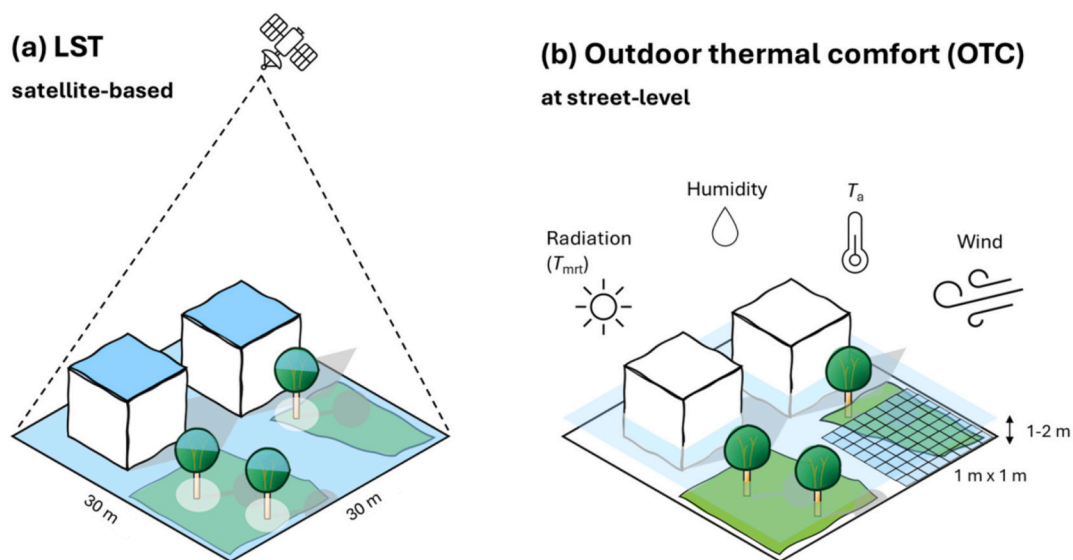 (a) LST
satellite-based
30 m
30 m
(b) Outdoor thermal comfort (OTC)
at street-level
Humidity
Tₐ
Radiation
(Tₘᵣₜ)
Wind
1-2 m
1 m x 1 m